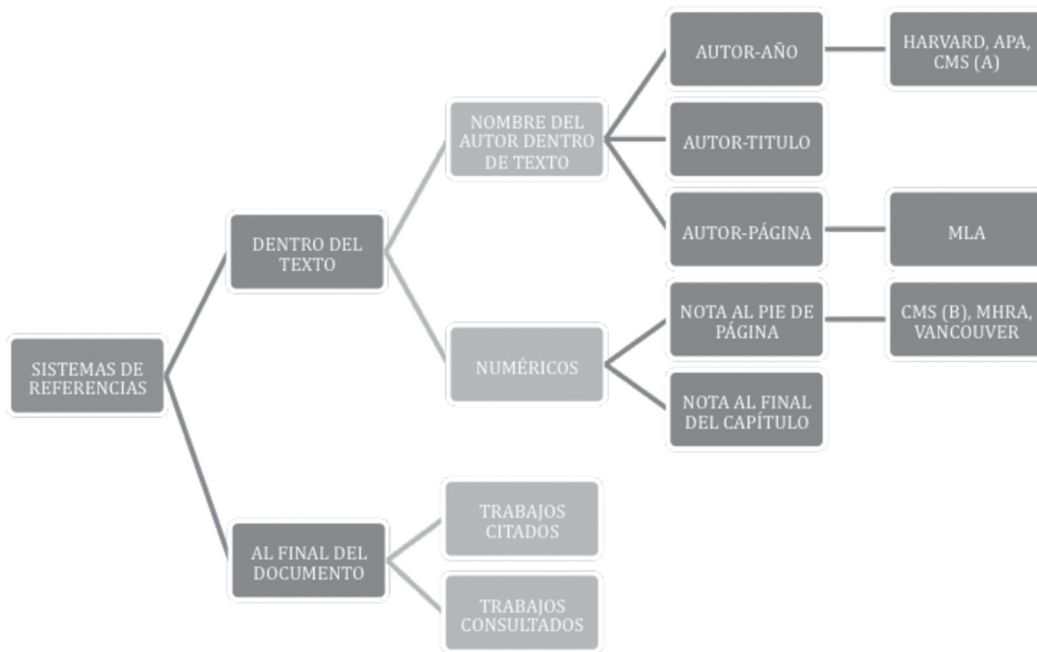 SISTEMAS DE
REFERENCIAS
DENTRO DEL
TEXTO
NOMBRE DEL
AUTOR DENTRO
DE TEXTO
AUTOR-AÑO
HARVARD, APA,
CMS (A)
AUTOR-TITULO
AUTOR-PÁGINA
MLA
NUMÉRICOS
NOTA AL PIE DE
PÁGINA
CMS (B), MHRA,
VANCOUVER
NOTA AL FINAL
DEL CAPÍTULO
AL FINAL DEL
DOCUMENTO
TRABAJOS
CITADOS
TRABAJOS
CONSULTADOS